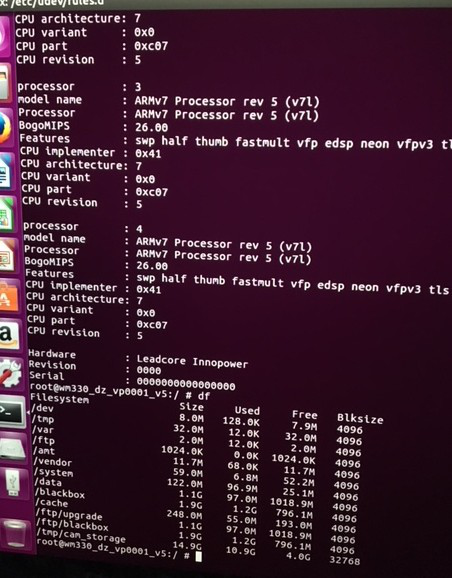 x: /etc/udev/rules.d
CPU architecture: 7
CPU variant : 0x0
CPU part : 0xc07
CPU revision : 5
processor : 3
model name : ARMv7 Processor rev 5 (v7l)
Processor : ARMv7 Processor rev 5 (v7l)
BogoMIPS : 26.00
Features : swp half thumb fastmult vfp edsp neon vfpv3 tl
CPU implementer : 0x41
CPU architecture: 7
CPU variant : 0x0
CPU part : 0xc07
CPU revision : 5
processor : 4
model name : ARMv7 Processor rev 5 (v7l)
Processor : ARMv7 Processor rev 5 (v7l)
BogoMIPS : 26.00
Features : swp half thumb fastmult vfp edsp neon vfpv3 tls
CPU implementer : 0x41
CPU architecture: 7
CPU variant : 0x0
CPU part : 0xc07
CPU revision : 5
Hardware : Leadcore Innopower
Revision : 0000
Serial : 0000000000000000
root@wm330_dz_vp0001_v5:/ # df
Filesystem Size Used Free Blksize
/dev 8.0M 128.0K 7.9M 4096
/tmp 32.0M 12.0K 32.0M 4096
/var 2.0M 12.0K 2.0M 4096
/ftp 1024.0K 0.0K 1024.0K 4096
/amt 11.7M 68.0K 11.7M 4096
/vendor 59.0M 6.8M 52.2M 4096
/system 122.0M 96.9M 25.1M 4096
/data 1.1G 97.0M 1018.9M 4096
/blackbox 1.9G 1.2G 796.1M 4096
/cache 248.0M 55.0M 193.0M 4096
/ftp/upgrade 1.1G 97.0M 1018.9M 4096
/ftp/blackbox 1.9G 1.2G 796.1M 4096
/tmp/cam_storage 14.9G 10.9G 4.0G 32768
root@wm330_dz_vp0001_v5:/ #